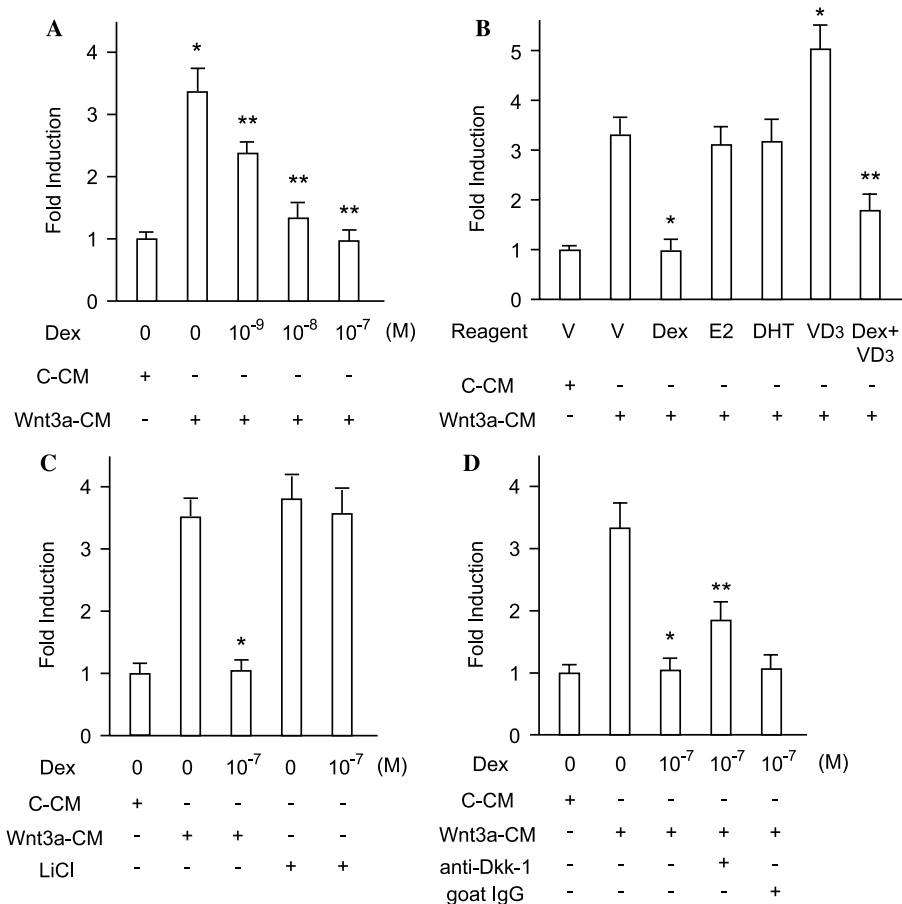 A
Fold Induction
4
3
2
1
0
*
**
**
**
Dex 0 0 10⁻⁹ 10⁻⁸ 10⁻⁷ (M)
C-CM + - - - -
Wnt3a-CM - + + + +
B
Fold Induction
5
4
3
2
1
0
*
*
**
Reagent V V Dex E2 DHT VD₃ Dex+
VD₃
C-CM + - - - - - -
Wnt3a-CM - + + + + + +
C
Fold Induction
4
3
2
1
0
*
Dex 0 0 10⁻⁷ 0 10⁻⁷ (M)
C-CM + - - - -
Wnt3a-CM - + + - -
LiCl - - - + +
D
Fold Induction
4
3
2
1
0
*
**
Dex 0 0 10⁻⁷ 10⁻⁷ 10⁻⁷ (M)
C-CM + - - - -
Wnt3a-CM - + + + +
anti-Dkk-1 - - - + -
goat IgG - - - - +